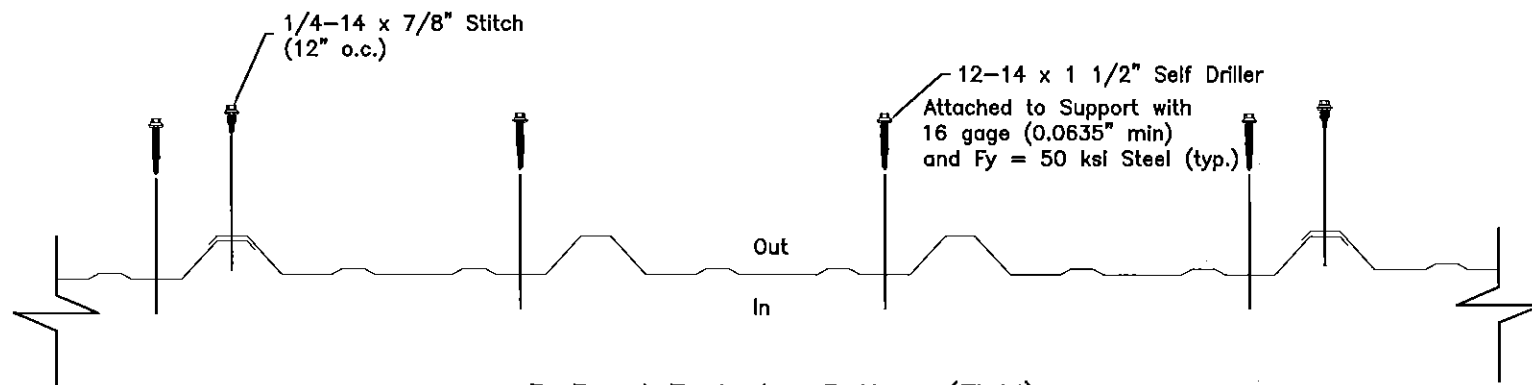 1/4-14 x 7/8" Stitch
(12" o.c.)
12-14 x 1 1/2" Self Driller
Attached to Support with
16 gage (0.0635" min)
and Fy = 50 ksi Steel (typ.)
Out
In